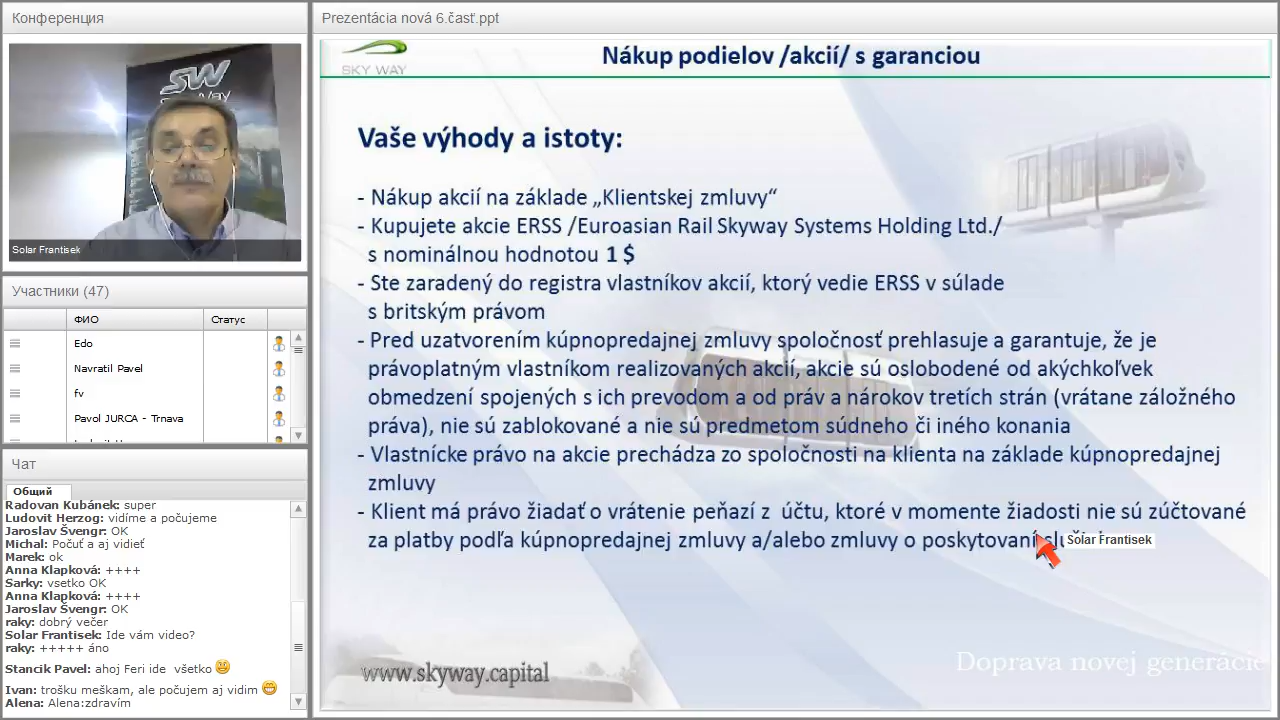 Конференция
SW
Solar Frantisek
Участники (47)
ФИО
Статус
Edo
Navratil Pavel
fv
Pavol JURCA - Trnava
Чат
Общий
Radovan Kubánek: super
Ludovit Herzog: vidíme a počujeme
Jaroslav Švengr: OK
Michal: Počuť a aj vidieť
Marek: ok
Anna Klapková: ++++
Sarky: vsetko OK
Anna Klapková: ++++
Jaroslav Švengr: OK
raky: dobrý večer
Solar Frantisek: Ide vám video?
raky: +++++ áno
Stancik Pavel: ahoj Feri ide všetko
Ivan: trošku meškam, ale počujem aj vidim
Alena: Alena:zdravím
Prezentácia nová 6.časť.ppt
SKY WAY
Nákup podielov /akcií/ s garanciou
Vaše výhody a istoty:
- Nákup akcií na základe „Klientskej zmluvy“
- Kupujete akcie ERSS /Euroasian Rail Skyway Systems Holding Ltd./
s nominálnou hodnotou 1 $
- Ste zaradený do registra vlastníkov akcií, ktorý vedie ERSS v súlade
s britským právom
- Pred uzatvorením kúpnopredajnej zmluvy spoločnosť prehlasuje a garantuje, že je
právoplatným vlastníkom realizovaných akcií, akcie sú oslobodené od akýchkoľvek
obmedzení spojených s ich prevodom a od práv a nárokov tretích strán (vrátane záložného
práva), nie sú zablokované a nie sú predmetom súdneho či iného konania
- Vlastnícke právo na akcie prechádza zo spoločnosti na klienta na základe kúpnopredajnej
zmluvy
- Klient má právo žiadať o vrátenie peňazí z účtu, ktoré v momente žiadosti nie sú zúčtované
za platby podľa kúpnopredajnej zmluvy a/alebo zmluvy o poskytovaní
Solar Frantisek
www.skyway.capital
Doprava novej generácie